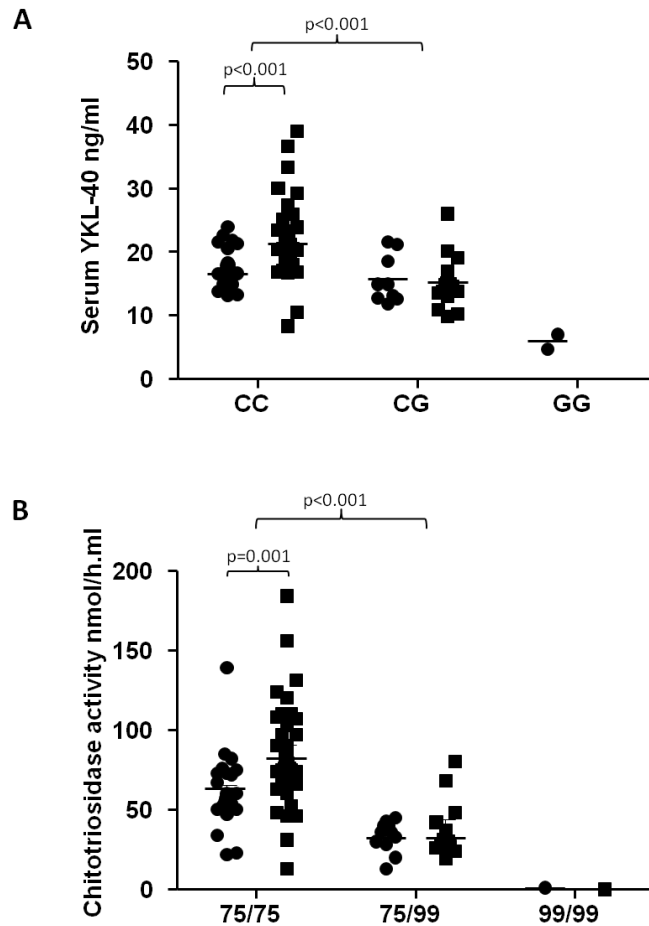 A
p<0.001
p<0.001
Serum YKL-40 ng/ml
50
40
30
20
10
0
CC CG GG
B
p<0.001
p=0.001
Chitotriosidase activity nmol/h.ml
200
150
100
50
0
75/75 75/99 99/99